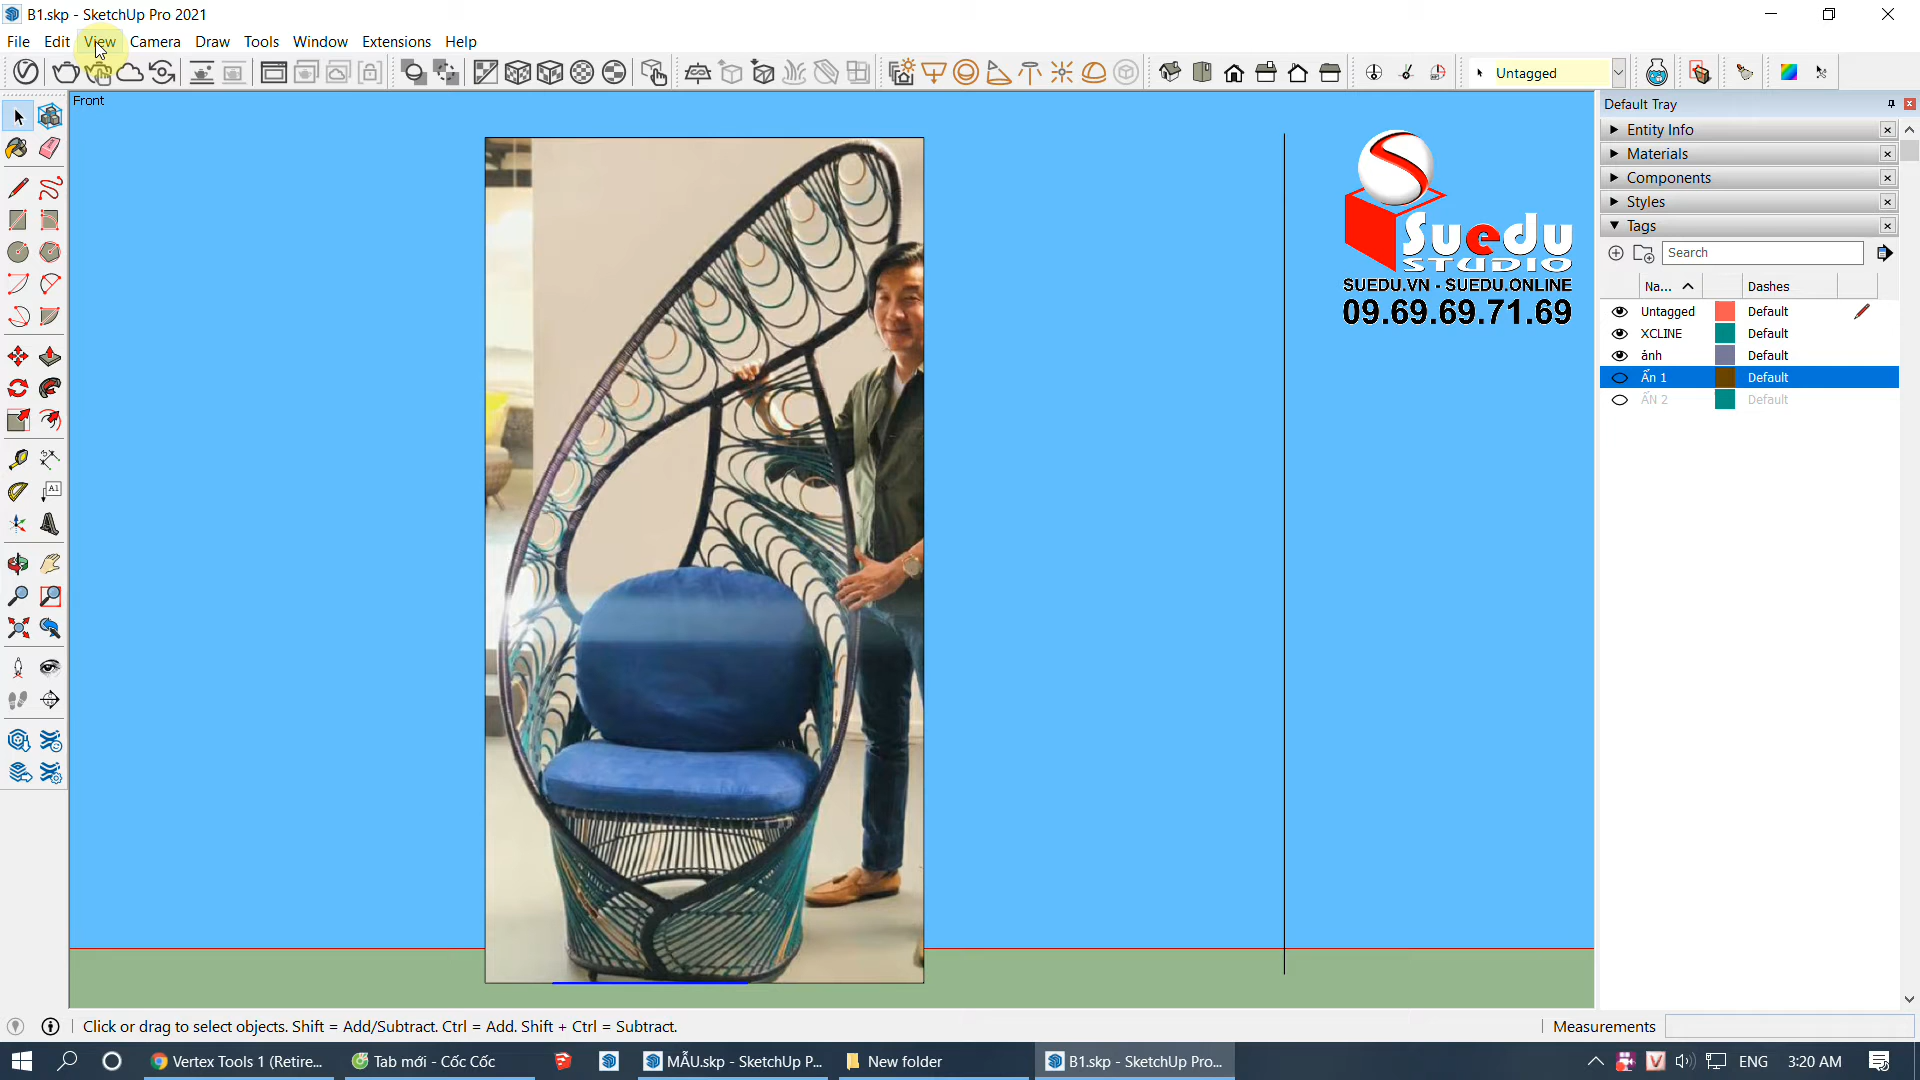 B1.skp - SketchUp Pro 2021
File Edit View Camera Draw Tools Window Extensions Help
Untagged
Front
Default Tray
Entity Info
Materials
Components
Styles
Tags
Search
Na... Dashes
Untagged Default
XCLINE Default
ảnh Default
Ẩn 1 Default
ẨN 2 Default
Suedu
STUDIO
SUEDU.VN - SUEDU.ONLINE
09.69.69.71.69
A1
Click or drag to select objects. Shift = Add/Subtract. Ctrl = Add. Shift + Ctrl = Subtract.
Measurements
Vertex Tools 1 (Retire...
Tab mới - Cốc Cốc
MẪU.skp - SketchUp P...
New folder
B1.skp - SketchUp Pro...
ENG
3:20 AM